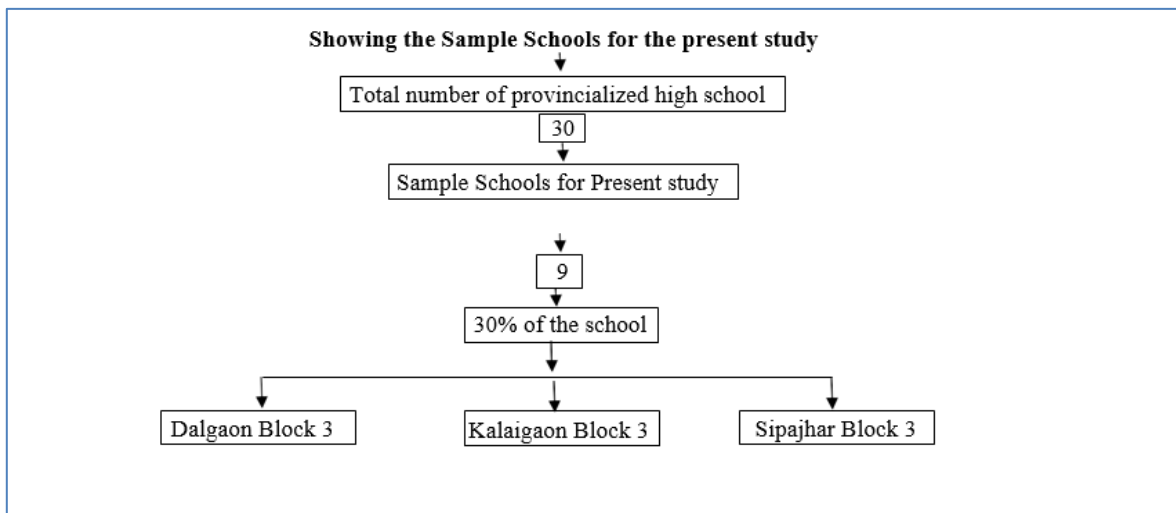 Showing the Sample Schools for the present study
Total number of provincialized high school
30
Sample Schools for Present study
9
30% of the school
Dalgaon Block 3
Kalaigaon Block 3
Sipajhar Block 3